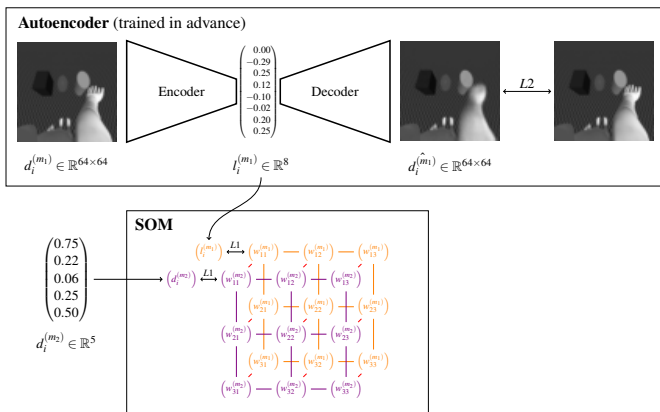 Autoencoder (trained in advance)
Encoder
0.00
−0.29
0.25
0.12
−0.10
−0.02
0.20
0.25
Decoder
L2
d_i^{(m_1)} ∈ ℝ^{64×64}
l_i^{(m_1)} ∈ ℝ^8
\hat{d_i^{(m_1)}} ∈ ℝ^{64×64}
SOM
(l_i^{(m_1)}) L1 (w_{11}^{(m_1)}) (w_{12}^{(m_1)}) (w_{13}^{(m_1)})
0.75
0.22
0.06
0.25
0.50
(d_i^{(m_2)}) L1 (w_{11}^{(m_2)}) (w_{12}^{(m_2)}) (w_{13}^{(m_2)})
(w_{21}^{(m_1)}) (w_{22}^{(m_1)}) (w_{23}^{(m_1)})
(w_{21}^{(m_2)}) (w_{22}^{(m_2)}) (w_{23}^{(m_2)})
d_i^{(m_2)} ∈ ℝ^5
(w_{31}^{(m_1)}) (w_{32}^{(m_1)}) (w_{33}^{(m_1)})
(w_{31}^{(m_2)}) (w_{32}^{(m_2)}) (w_{33}^{(m_2)})